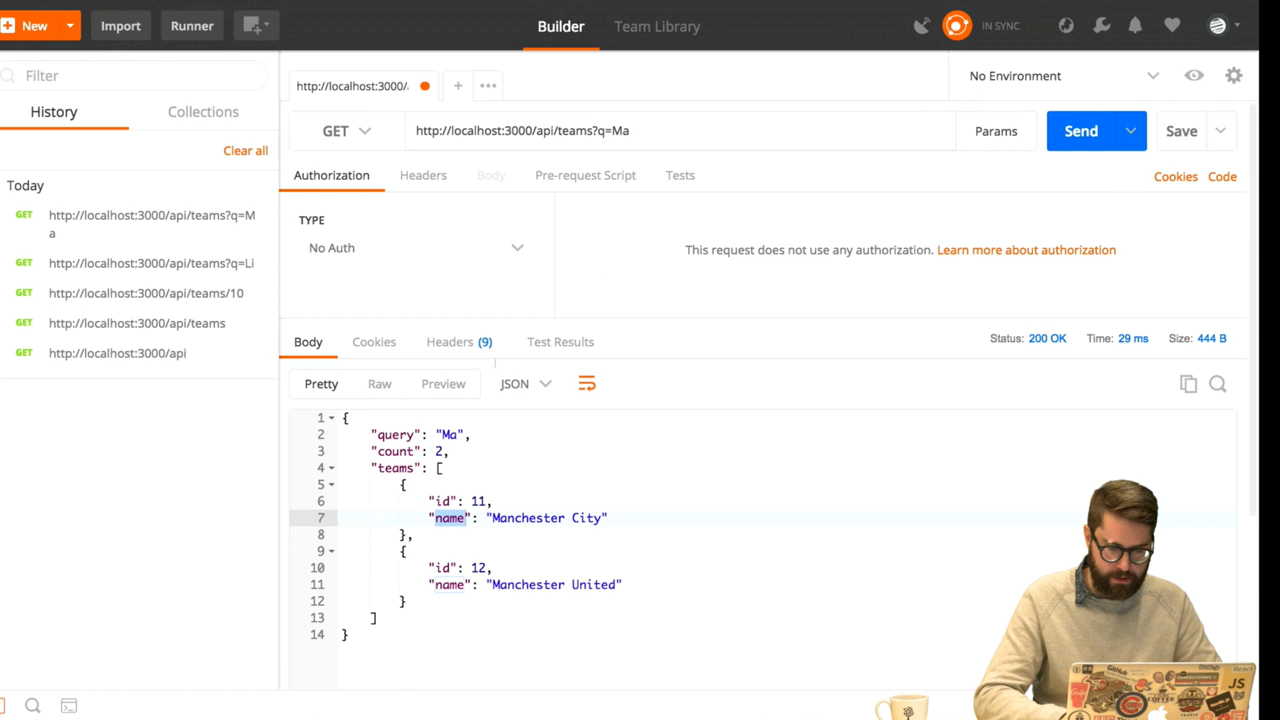 New
Import
Runner
Builder
Team Library
IN SYNC
Filter
History
Collections
Clear all
Today
GET http://localhost:3000/api/teams?q=M
a
GET http://localhost:3000/api/teams?q=Li
GET http://localhost:3000/api/teams/10
GET http://localhost:3000/api/teams
GET http://localhost:3000/api
http://localhost:3000/
No Environment
GET
http://localhost:3000/api/teams?q=Ma
Params
Send
Save
Authorization
Headers
Body
Pre-request Script
Tests
Cookies
Code
TYPE
No Auth
This request does not use any authorization. Learn more about authorization
Body
Cookies
Headers (9)
Test Results
Status: 200 OK
Time: 29 ms
Size: 444 B
Pretty
Raw
Preview
JSON
1 {
2 "query": "Ma",
3 "count": 2,
4 "teams": [
5 {
6 "id": 11,
7 "name": "Manchester City"
8 },
9 {
10 "id": 12,
11 "name": "Manchester United"
12 }
13 ]
14 }
GitHub
React
JS
COFFEE